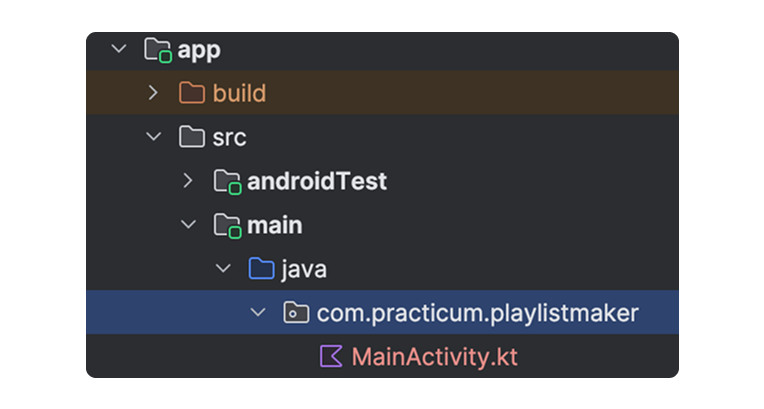 app
build
src
androidTest
main
java
com.practicum.playlistmaker
MainActivity.kt